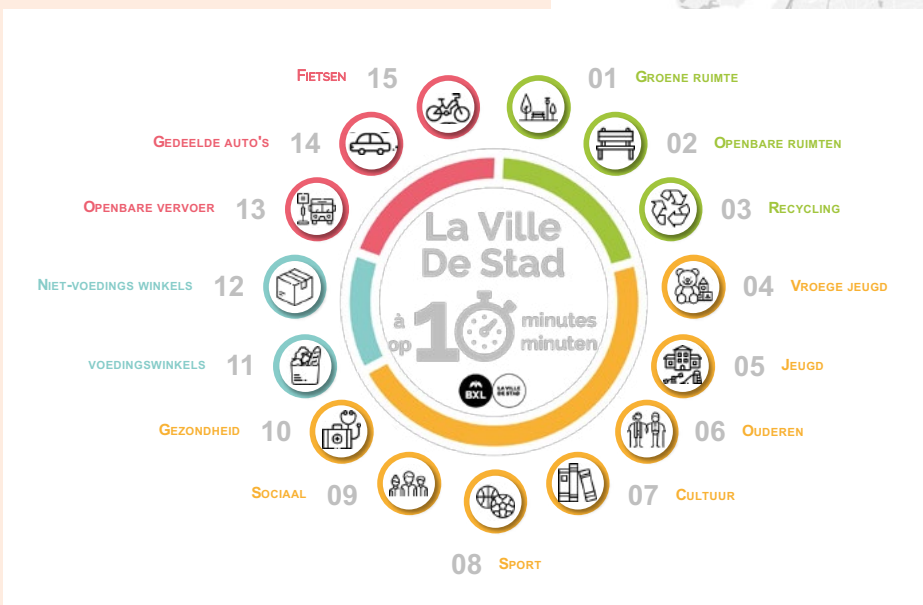 01 Groene ruimte
02 Openbare ruimten
03 Recycling
04 Vroege jeugd
05 Jeugd
06 Ouderen
07 Cultuur
08 Sport
Sociaal 09
Gezondheid 10
voedingswinkels 11
Niet-voedings winkels 12
Openbare vervoer 13
Gedeelde auto's 14
Fietsen 15
La Ville
De Stad
à
op
10
minutes
minuten
BXL
LA VILLE
DE STAD